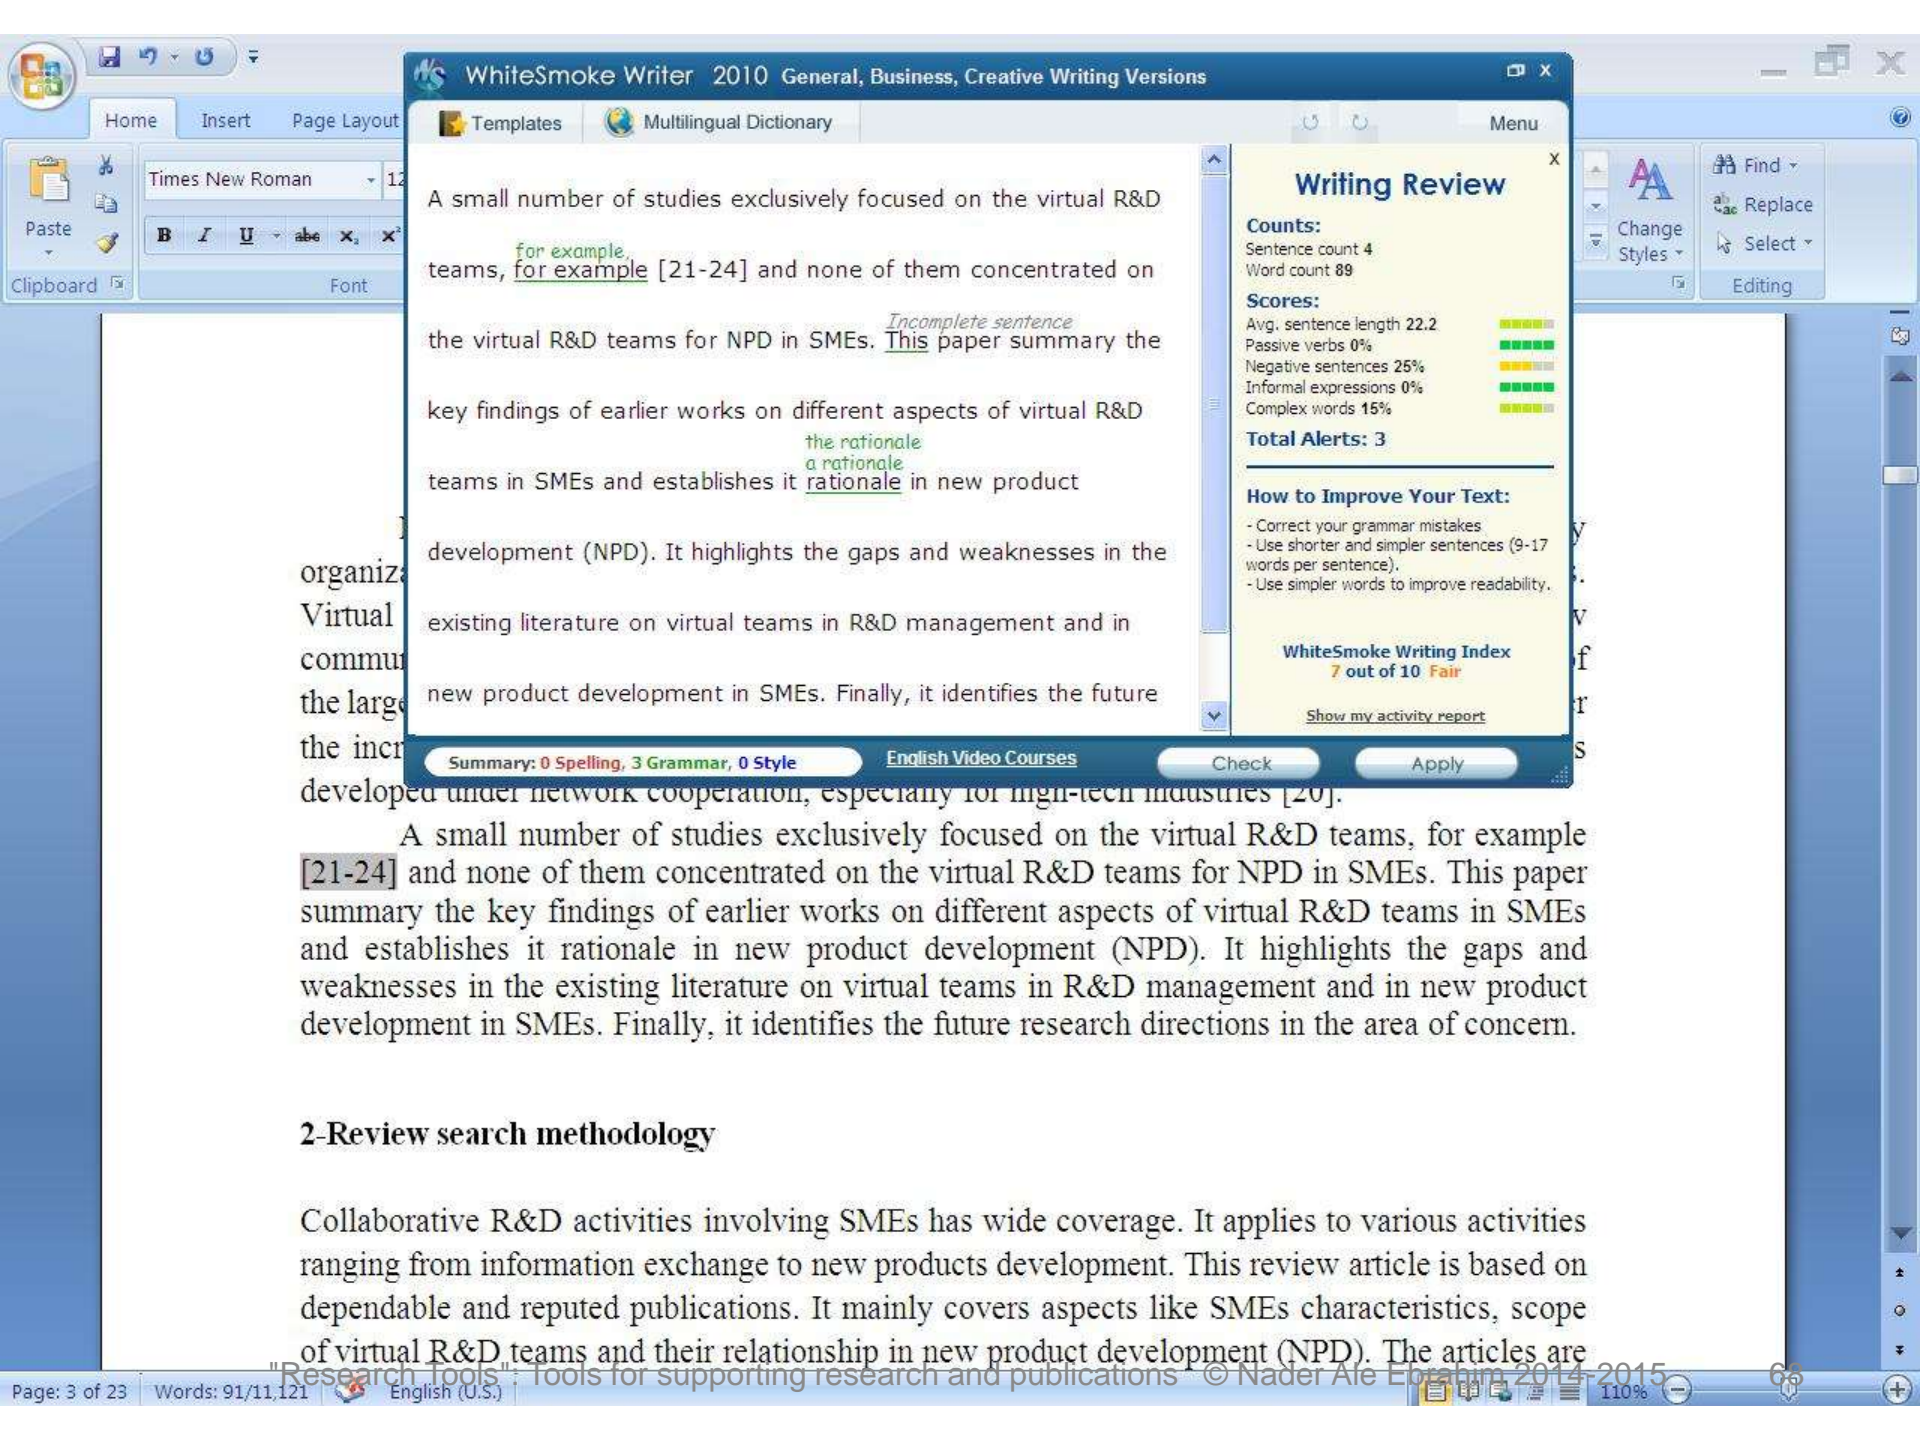 WhiteSmoke Writer 2010 General, Business, Creative Writing Versions
Home Insert Page Layout
Templates Multilingual Dictionary Menu
Times New Roman 12
Paste
B I U abc x₂ x²
Clipboard Font
Find
Replace
Select
Change
Styles
Editing
A small number of studies exclusively focused on the virtual R&D
for example,
teams, for example [21-24] and none of them concentrated on
Incomplete sentence
the virtual R&D teams for NPD in SMEs. This paper summary the
key findings of earlier works on different aspects of virtual R&D
the rationale
a rationale
teams in SMEs and establishes it rationale in new product
development (NPD). It highlights the gaps and weaknesses in the
existing literature on virtual teams in R&D management and in
new product development in SMEs. Finally, it identifies the future
x
Writing Review
Counts:
Sentence count 4
Word count 89
Scores:
Avg. sentence length 22.2
Passive verbs 0%
Negative sentences 25%
Informal expressions 0%
Complex words 15%
Total Alerts: 3
How to Improve Your Text:
- Correct your grammar mistakes
- Use shorter and simpler sentences (9-17
words per sentence).
- Use simpler words to improve readability.
WhiteSmoke Writing Index
7 out of 10 Fair
Show my activity report
Summary: 0 Spelling, 3 Grammar, 0 Style English Video Courses Check Apply
Virtual
the large
developed under network cooperation, especially for high-tech industries [20].
A small number of studies exclusively focused on the virtual R&D teams, for example
[21-24] and none of them concentrated on the virtual R&D teams for NPD in SMEs. This paper
summary the key findings of earlier works on different aspects of virtual R&D teams in SMEs
and establishes it rationale in new product development (NPD). It highlights the gaps and
weaknesses in the existing literature on virtual teams in R&D management and in new product
development in SMEs. Finally, it identifies the future research directions in the area of concern.
2-Review search methodology
Collaborative R&D activities involving SMEs has wide coverage. It applies to various activities
ranging from information exchange to new products development. This review article is based on
dependable and reputed publications. It mainly covers aspects like SMEs characteristics, scope
of virtual R&D teams and their relationship in new product development (NPD). The articles are
"Research Tools": Tools for supporting research and publications © Nader Ale Ebrahim 2014-2015 68
Page: 3 of 23 Words: 91/11,121 English (U.S.) 110%